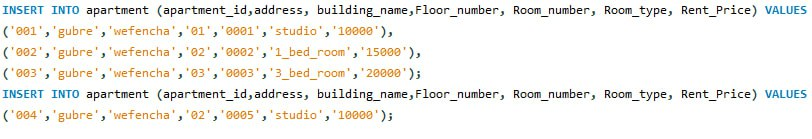 INSERT INTO apartment (apartment_id,address, building_name,Floor_number, Room_number, Room_type, Rent_Price) VALUES
('001','gubre','wefencha','01','0001','studio','10000'),
('002','gubre','wefencha','02','0002','1_bed_room','15000'),
('003','gubre','wefencha','03','0003','3_bed_room','20000');
INSERT INTO apartment (apartment_id,address, building_name,Floor_number, Room_number, Room_type, Rent_Price) VALUES
('004','gubre','wefencha','02','0005','studio','10000');